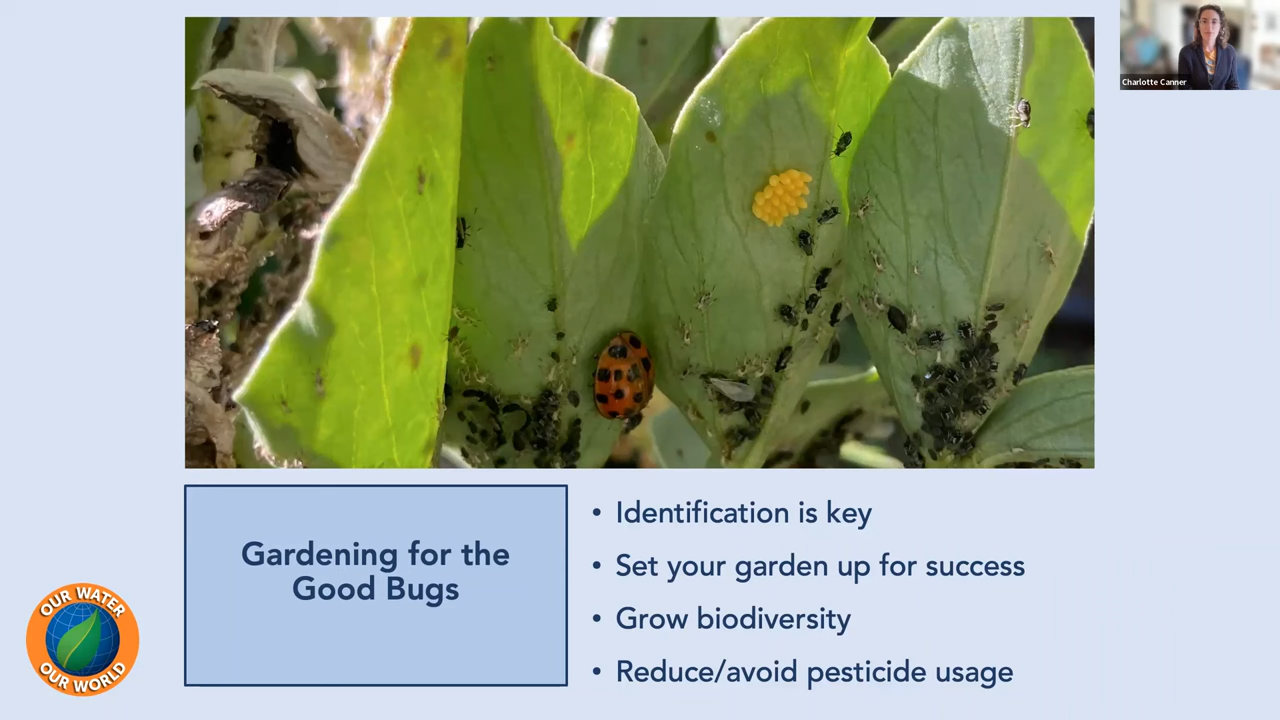 Charlotte Canner
Gardening for the
Good Bugs
• Identification is key
• Set your garden up for success
• Grow biodiversity
• Reduce/avoid pesticide usage
OUR WATER
OUR WORLD